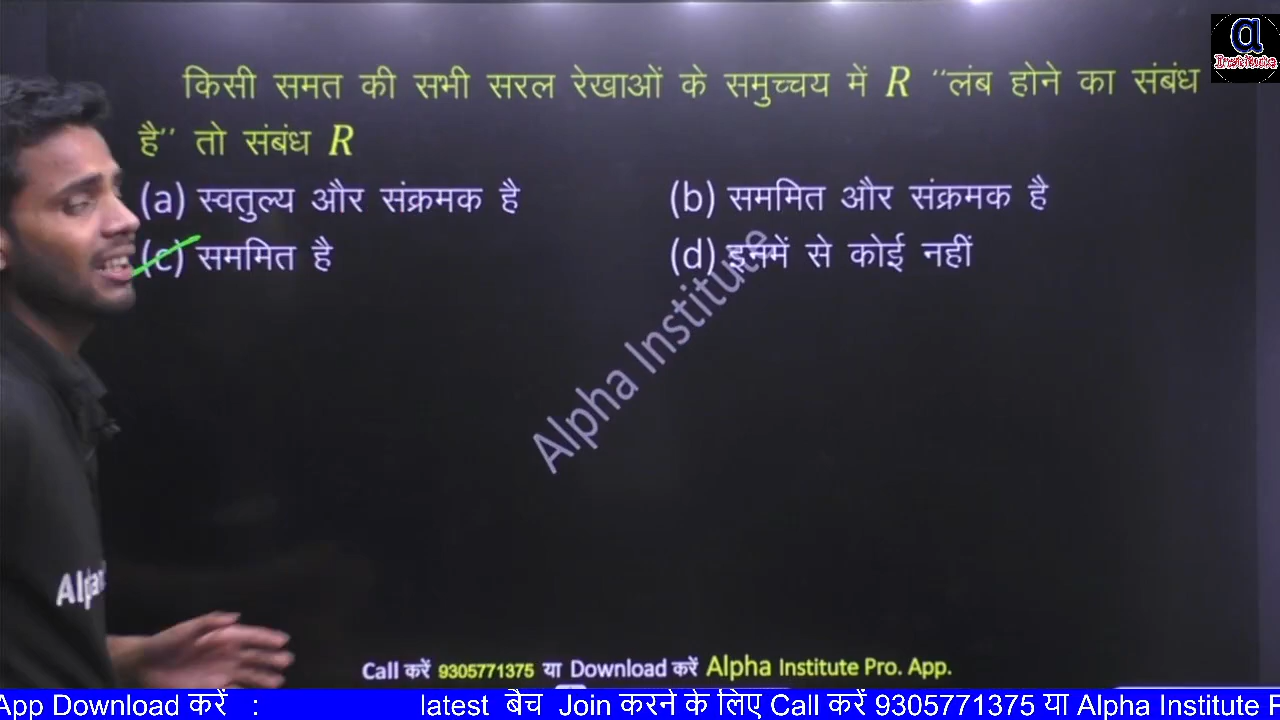 α
Institute
किसी समत की सभी सरल रेखाओं के समुच्चय में R “लंब होने का संबंध
है” तो संबंध R
(a) स्वतुल्य और संक्रमक है
(b) सममित और संक्रमक है
(c) सममित है
(d) इनमें से कोई नहीं
Alpha Institute
Alpha
Call करें 9305771375 या Download करें Alpha Institute Pro. App.
App Download करें : latest बैच Join करने के लिए Call करें 9305771375 या Alpha Institute P